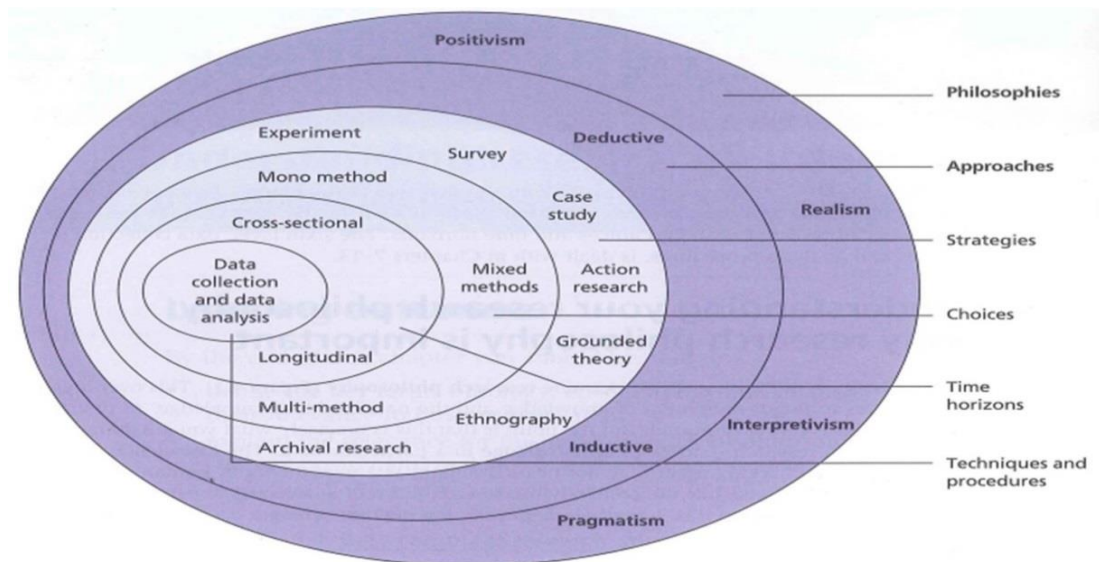 Positivism
Philosophies
Experiment
Deductive
Survey
Approaches
Mono method
Case
study
Realism
Cross-sectional
Strategies
Data
collection
and data
analysis
Mixed
methods
Action
research
Choices
Longitudinal
Grounded
theory
Time
horizons
Multi-method
Ethnography
Interpretivism
Archival research
Inductive
Techniques and
procedures
Pragmatism